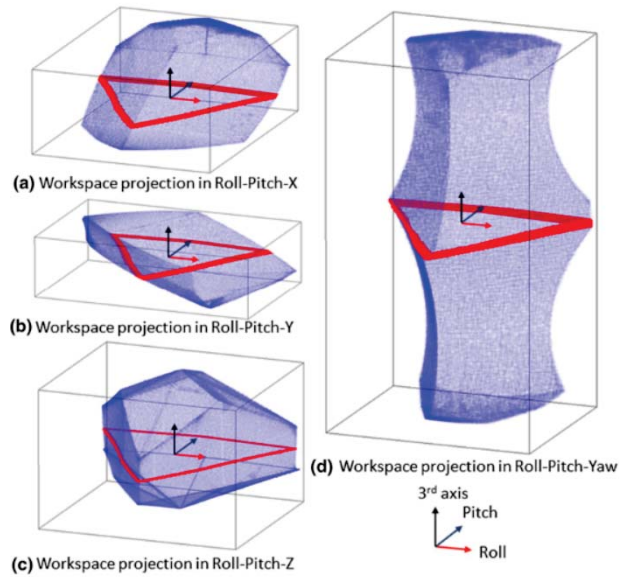 (a) Workspace projection in Roll-Pitch-X
(b) Workspace projection in Roll-Pitch-Y
(c) Workspace projection in Roll-Pitch-Z
(d) Workspace projection in Roll-Pitch-Yaw
3rd axis
Pitch
Roll